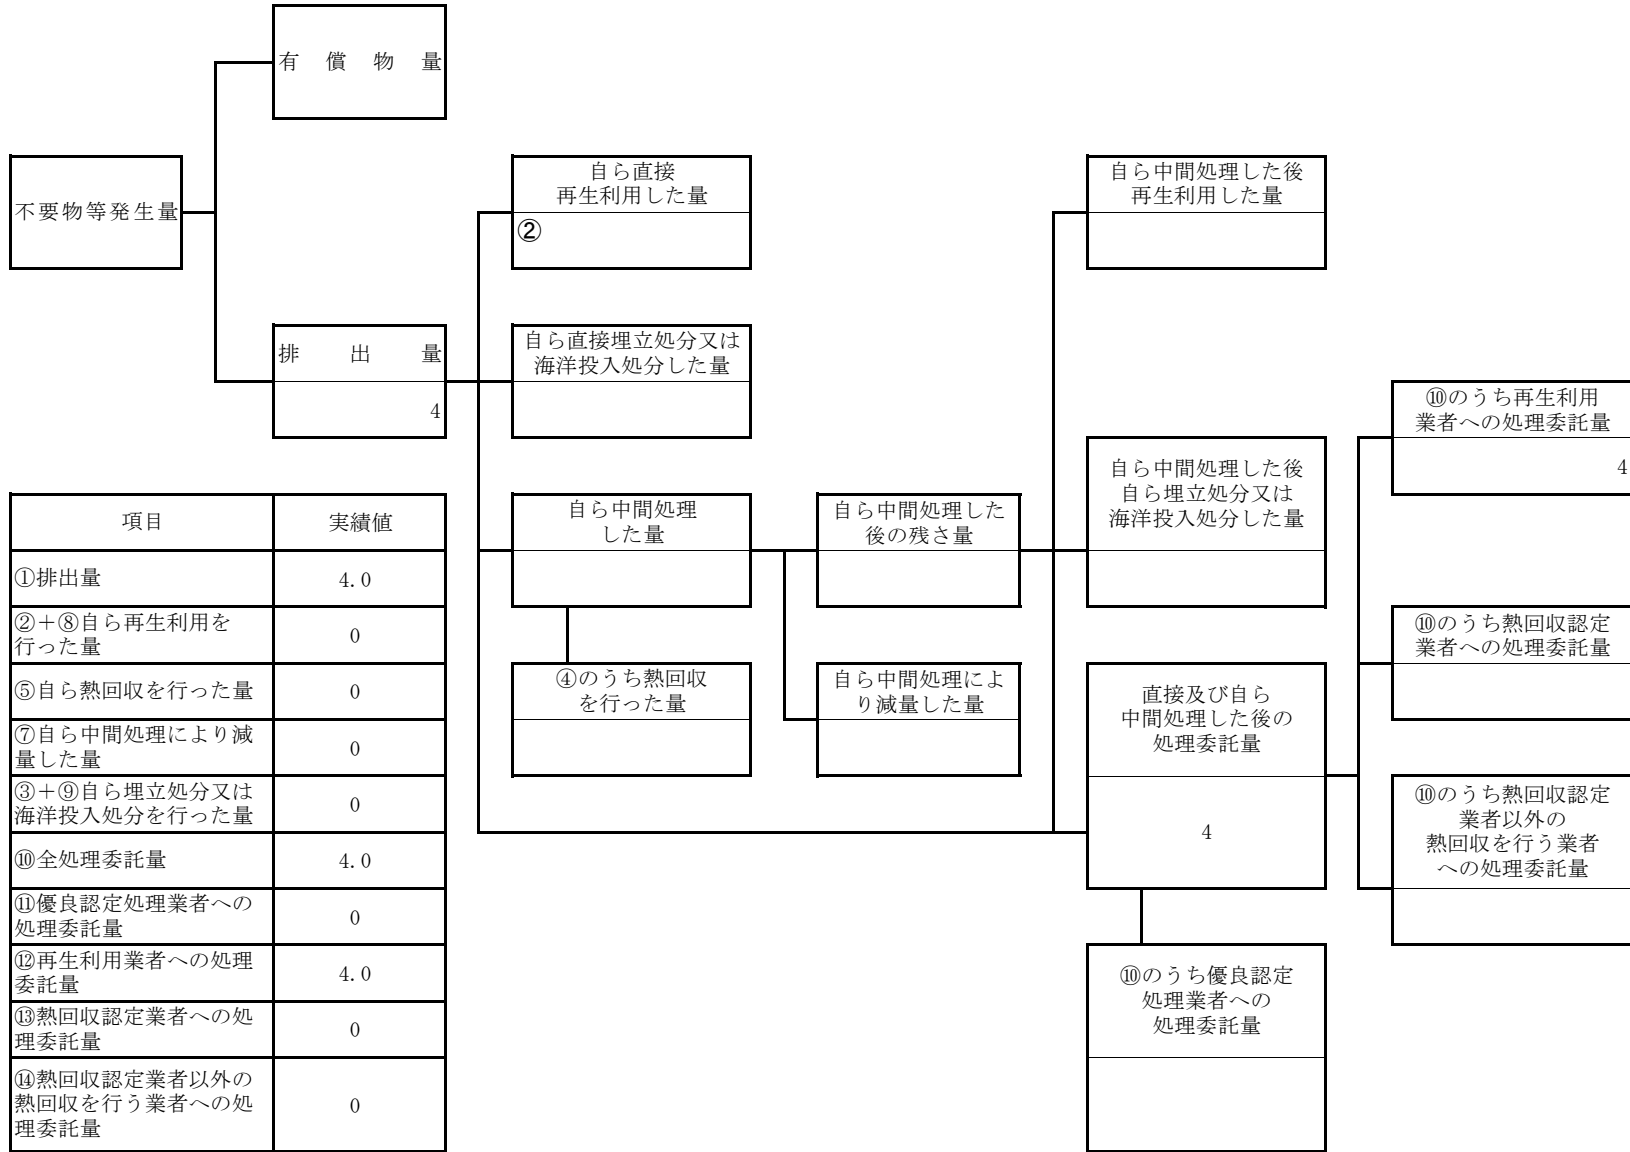 有償物量
不要物等発生量
自ら直接
再生利用した量
②
自ら中間処理した後
再生利用した量
排出量
4
自ら直接埋立処分又は
海洋投入処分した量
⑩のうち再生利用
業者への処理委託量
4
自ら中間処理した後
自ら埋立処分又は
海洋投入処分した量
自ら中間処理
した量
自ら中間処理した
後の残さ量
⑩のうち熱回収認定
業者への処理委託量
④のうち熱回収
を行った量
自ら中間処理によ
り減量した量
直接及び自ら
中間処理した後の
処理委託量
4
⑩のうち熱回収認定
業者以外の
熱回収を行う業者
への処理委託量
⑩のうち優良認定
処理業者への
処理委託量
項目 実績値
①排出量 4.0
②+⑧自ら再生利用を
行った量 0
⑤自ら熱回収を行った量 0
⑦自ら中間処理により減
量した量 0
③+⑨自ら埋立処分又は
海洋投入処分を行った量 0
⑩全処理委託量 4.0
⑪優良認定処理業者への
処理委託量 0
⑫再生利用業者への処理
委託量 4.0
⑬熱回収認定業者への処
理委託量 0
⑭熱回収認定業者以外の
熱回収を行う業者への処
理委託量 0